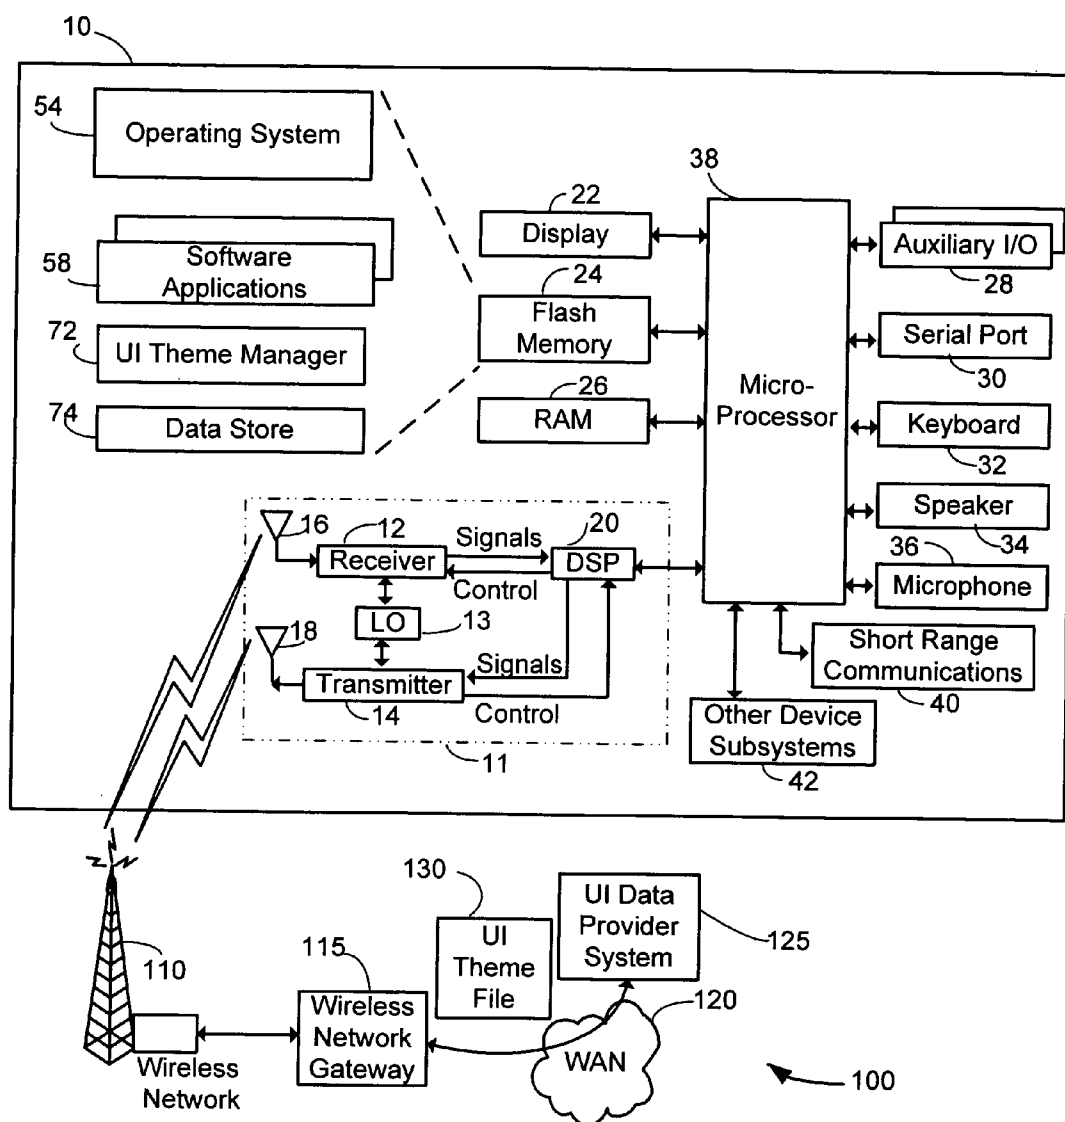 10
54
Operating System
38
22
Display
Auxiliary I/O
28
58
Software
Applications
24
Flash
Memory
72
UI Theme Manager
Serial Port
30
Micro-
Processor
26
RAM
74
Data Store
Keyboard
32
Speaker
34
16
12
Signals
20
Receiver
DSP
Control
36
Microphone
LO
13
18
Signals
Transmitter
14
Control
Short Range
Communications
40
Other Device
Subsystems
42
11
130
UI Data
Provider
System
125
UI
Theme
File
110
115
120
Wireless
Network
Gateway
WAN
Wireless
Network
100